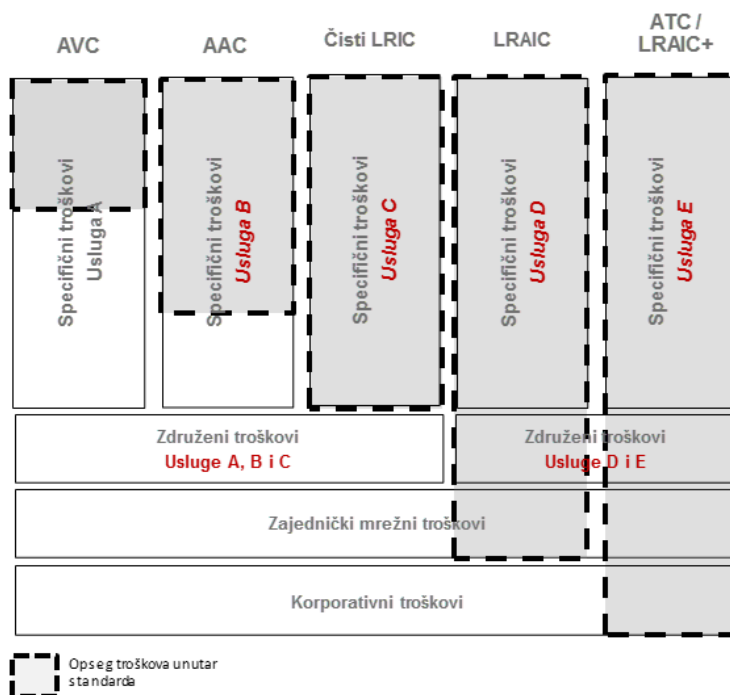 AVC
AAC
Čisti LRIC
LRAIC
ATC /
LRAIC+
Specifični troškovi
Usluga A
Specifični troškovi
Usluga B
Specifični troškovi
Usluga C
Specifični troškovi
Usluga D
Specifični troškovi
Usluga E
Združeni troškovi
Usluge A, B i C
Združeni troškovi
Usluge D i E
Zajednički mrežni troškovi
Korporativni troškovi
Opseg troškova unutar
standarda